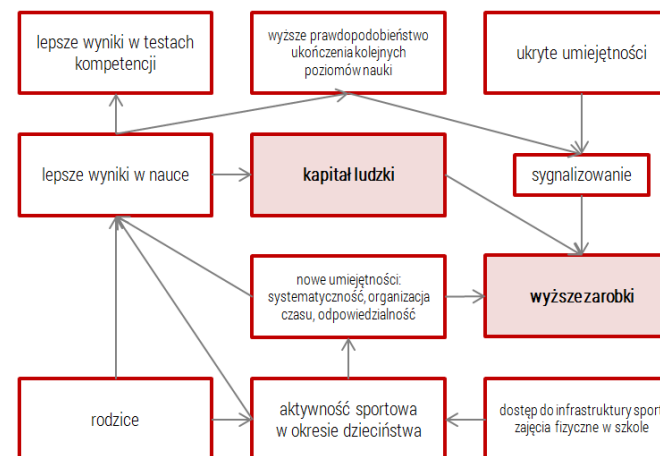 lepsze wyniki w testach
kompetencji
wyższe prawdopodobieństwo
ukończenia kolejnych
poziomów nauki
ukryte umiejętności
lepsze wyniki w nauce
kapitał ludzki
sygnalizowanie
nowe umiejętności:
systematyczność, organizacja
czasu, odpowiedzialność
wyższe zarobki
rodzice
aktywność sportowa
w okresie dzieciństwa
dostęp do infrastruktury sport
zajęcia fizyczne w szkole